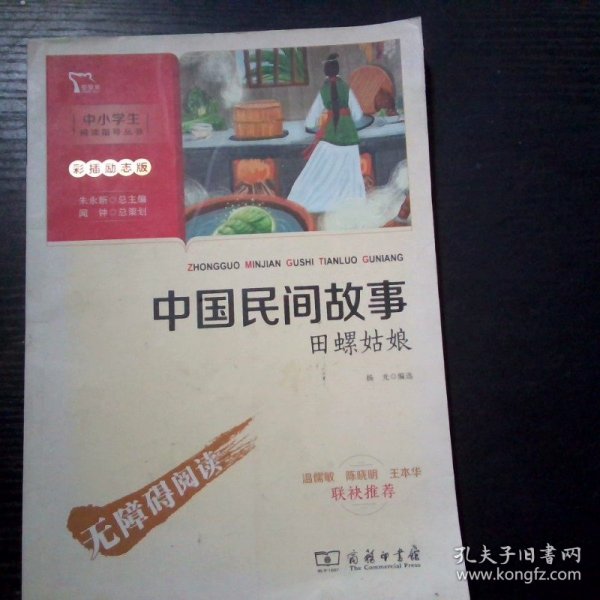 中小学生
阅读指导丛书
彩插励志版
朱永新◎总主编
闻 钟◎总策划
ZHONGGUO MINJIAN GUSHI TIANLUO GUNIANG
中国民间故事
田螺姑娘
杨 光◎编选
无障碍阅读
温儒敏 陈晓明 王本华
联袂推荐
商务印书馆
The Commercial Press
孔夫子旧书网
www.kongfz.com